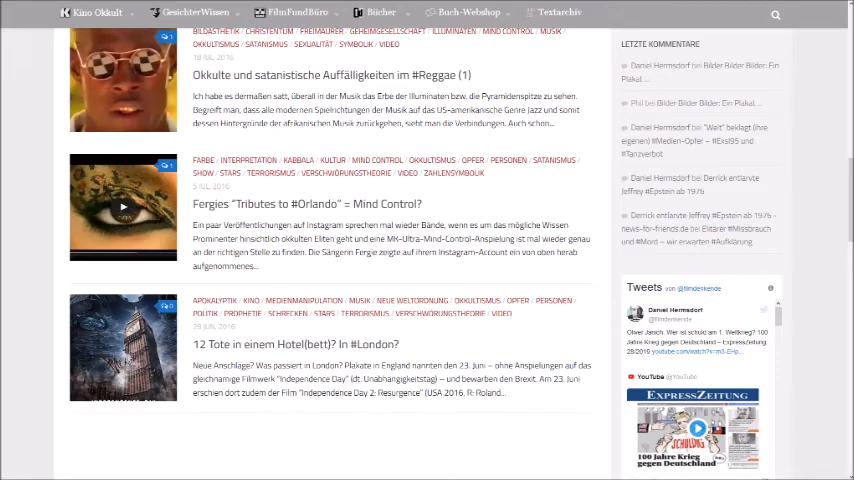 Kino Okkult GesichterWissen FilmFundBüro Bücher Buch-Webshop Textarchiv
BILDÄSTHETIK / CHRISTENTUM / FREIMAURER / GEHEIMGESELLSCHAFT / ILLUMINATEN / MIND CONTROL / MUSIK /
OKKULTISMUS / SATANISMUS / SEXUALITÄT / SYMBOLIK / VIDEO
18 JUL, 2016
1
Okkulte und satanistische Auffälligkeiten im #Reggae (1)
Ich habe es dermaßen satt, überall in der Musik das Erbe der Illuminaten bzw. die Pyramidenspitze zu sehen.
Begreift man, dass alle modernen Spielrichtungen der Musik auf das US-amerikanische Genre Jazz und somit
dessen Hintergründe der afrikanischen Musik zurückgehen, sieht man die Verbindungen. Auch schon...
FARBE / INTERPRETATION / KABBALA / KULTUR / MIND CONTROL / OKKULTISMUS / OPFER / PERSONEN / SATANISMUS /
SHOW / STARS / TERRORISMUS / VERSCHWÖRUNGSTHEORIE / VIDEO / ZAHLENSYMBOLIK
5 JUL, 2016
1
Fergies "Tributes to #Orlando" = Mind Control?
Ein paar Veröffentlichungen auf Instagram sprechen mal wieder Bände, wenn es um das mögliche Wissen
Prominenter hinsichtlich okkulten Eliten geht und eine MK-Ultra-Mind-Control-Anspielung ist mal wieder genau
an der richtigen Stelle zu finden. Die Sängerin Fergie zeigte auf ihrem Instagram-Account ein von oben herab
aufgenommenes...
APOKALYPTIK / KINO / MEDIENMANIPULATION / MUSIK / NEUE WELTORDNUNG / OKKULTISMUS / OPFER / PERSONEN /
POLITIK / PROPHETIE / SCHRECKEN / STARS / TERRORISMUS / VERSCHWÖRUNGSTHEORIE / VIDEO
28 JUN, 2016
0
12 Tote in einem Hotel(bett)? In #London?
Neue Anschläge? Was passiert in London? Plakate in England nannten den 23. Juni – ohne Anspielungen auf das
gleichnamige Filmwerk "Independence Day" (dt. Unabhängigkeitstag) – und bewarben den Brexit. Am 23. Juni
erschien dort zudem der Film "Independence Day 2: Resurgence" (USA 2016, R: Roland...
LETZTE KOMMENTARE
Daniel Hermsdorf bei Bilder Bilder Bilder: Ein
Plakat ...
Phil bei Bilder Bilder Bilder: Ein Plakat ...
Daniel Hermsdorf bei "Welt" beklagt (ihre
eigenen) #Medien-Opfer – #Exsl95 und
#Tanzverbot
Daniel Hermsdorf bei Derrick entlarvte
Jeffrey #Epstein ab 1976
Derrick entlarvte Jeffrey #Epstein ab 1976 -
news-for-friends.de bei Elitärer #Missbrauch
und #Mord – wir erwarten #Aufklärung
Tweets von @filmdenkende
Daniel Hermsdorf
@filmdenkende
Oliver Janich. Wer ist schuld am 1. Weltkrieg? 100
Jahre Krieg gegen Deutschland – ExpressZeitung
28/2019 youtube.com/watch?v=m3-EHp...
YouTube @YouTube
EXPRESSZEITUNG
SCHULDIG
100 Jahre Krieg
gegen Deutschland